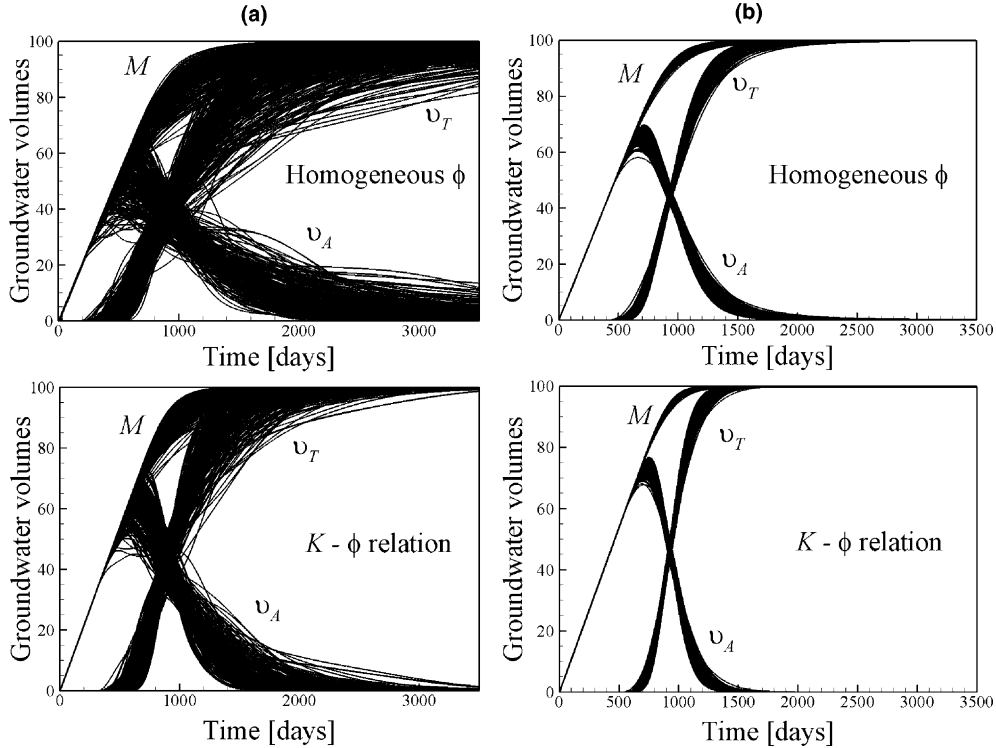 (a)
100
80
60
40
20
0
Groundwater volumes
M
υT
Homogeneous ϕ
υA
0 1000 2000 3000
Time [days]
(b)
100
80
60
40
20
0
Groundwater volumes
M
υT
Homogeneous ϕ
υA
0 500 1000 1500 2000 2500 3000 3500
Time [days]
100
80
60
40
20
0
Groundwater volumes
M
υT
K - ϕ relation
υA
0 1000 2000 3000
Time [days]
100
80
60
40
20
0
Groundwater volumes
M
υT
K - ϕ relation
υA
0 500 1000 1500 2000 2500 3000 3500
Time [days]